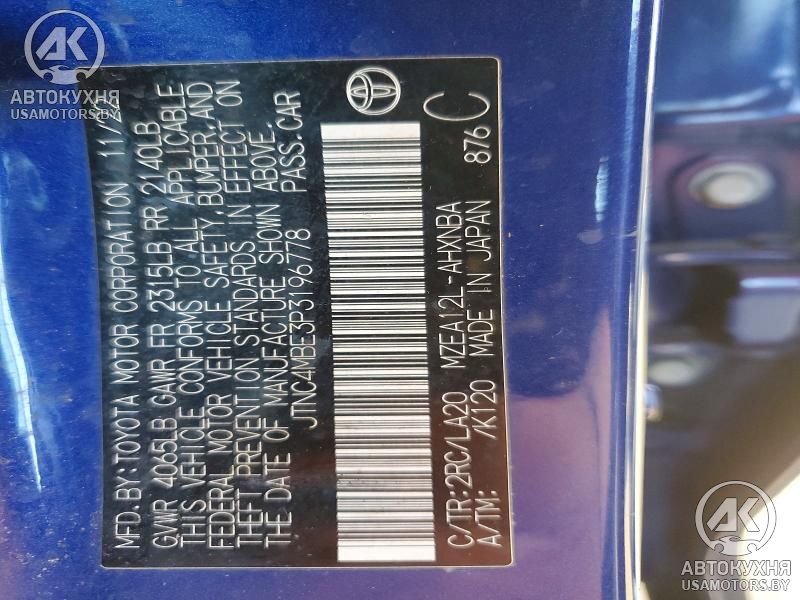 MFD.BY:TOYOTA MOTOR CORPORATION 11/
GVWR 4065LB GAWR FR 2315LB RR 2140LB
THIS VEHICLE CONFORMS TO ALL APPLICABLE
FEDERAL MOTOR VEHICLE SAFETY,BUMPER,AND
THEFT PREVENTION STANDARDS IN EFFECT ON
THE DATE OF MANUFACTURE SHOWN ABOVE.
JTNC4MBE3P3196778 PASS.CAR
C/TR:2RC/LA20 MZEA12L-AHXNBA
A/TM: /K120 MADE IN JAPAN 876 C
АК
АВТОКУХНЯ
USAMOTORS.BY
АК
АВТОКУХНЯ
USAMOTORS.BY